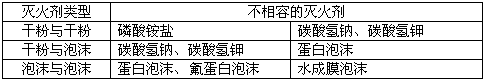 灭火剂类型 不相容的灭火剂
干粉与干粉 磷酸铵盐 碳酸氢钠、碳酸氢钾
干粉与泡沫 碳酸氢钠、碳酸氢钾 蛋白泡沫
泡沫与泡沫 蛋白泡沫、氟蛋白泡沫 水成膜泡沫